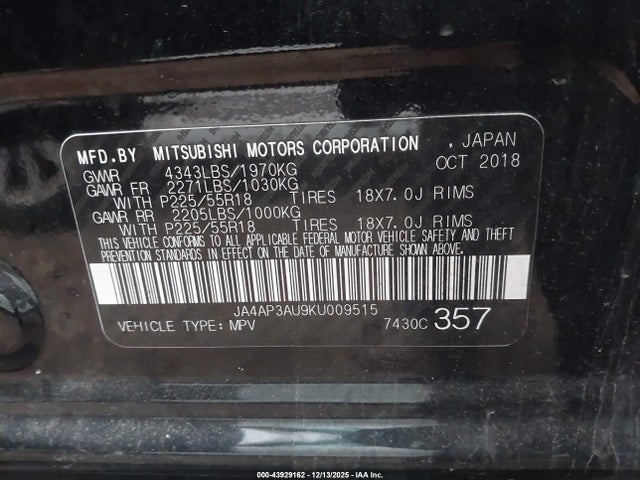 MFD.BY MITSUBISHI MOTORS CORPORATION , JAPAN
GVWR 4343LBS/1970KG OCT 2018
GAWR FR 2271LBS/1030KG
WITH P225/55R18 TIRES 18X7.0J RIMS
GAWR RR 2205LBS/1000KG
WITH P225/55R18 TIRES 18X7.0J RIMS
THIS VEHICLE CONFORMS TO ALL APPLICABLE FEDERAL MOTOR VEHICLE SAFETY AND THEFT
PREVENTION STANDARDS IN EFFECT ON THE DATE OF MANUFACTURE SHOWN ABOVE.
JA4AP3AU9KU009515
VEHICLE TYPE: MPV 7430C 357
000-43929162 - 12/13/2025 - IAA Inc.